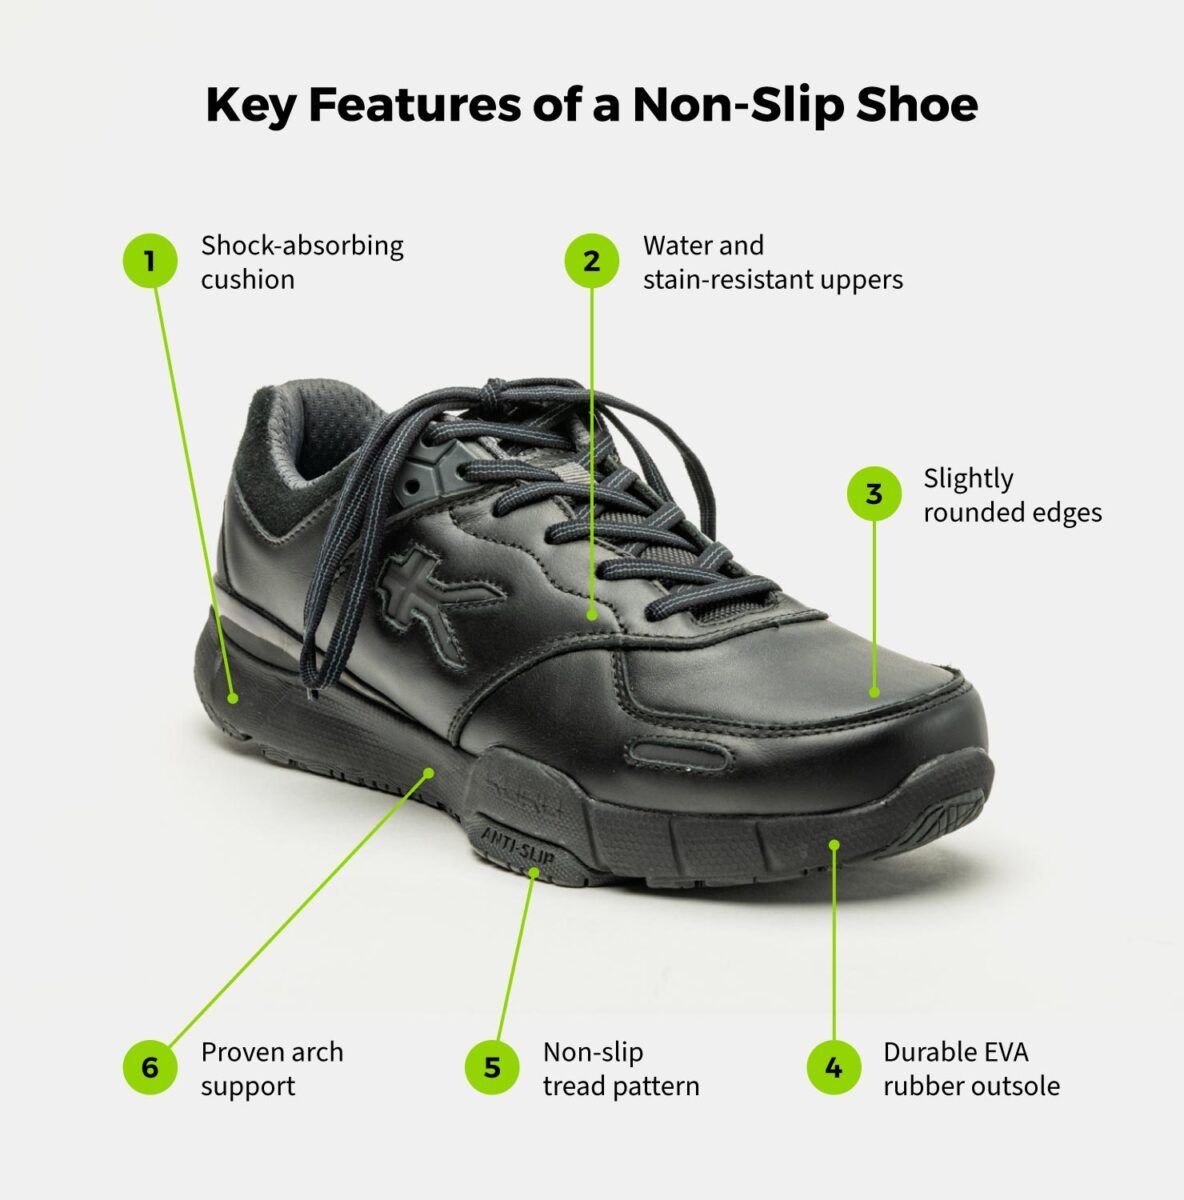 Key Features of a Non-Slip Shoe
1
Shock-absorbing
cushion
2
Water and
stain-resistant uppers
3
Slightly
rounded edges
ANTI-SLIP
6
Proven arch
support
5
Non-slip
tread pattern
4
Durable EVA
rubber outsole